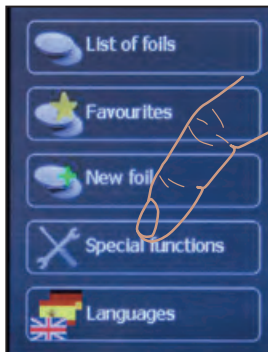 List of foils
Favourites
New foil
Special functions
Languages